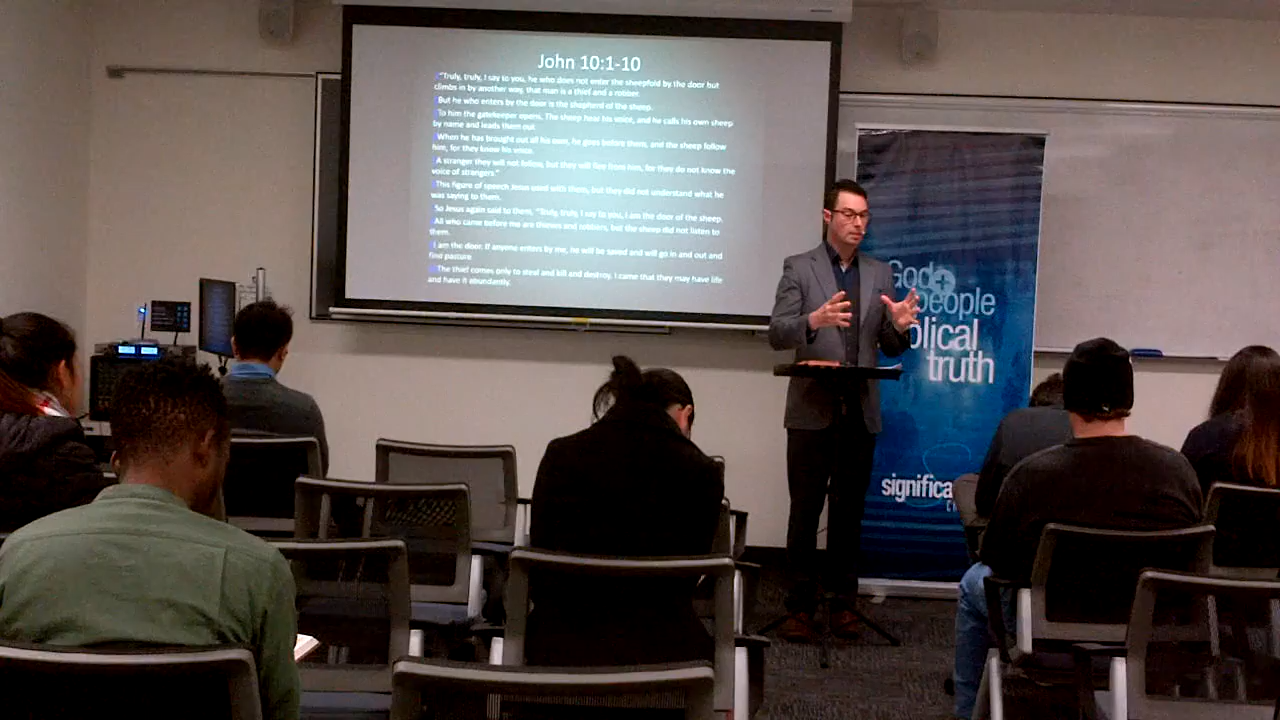 John 10:1-10
"Truly, truly, I say to you, he who does not enter the sheepfold by the door but
climbs in by another way, that man is a thief and a robber.
But he who enters by the door is the shepherd of the sheep.
To him the gatekeeper opens. The sheep hear his voice, and he calls his own sheep
by name and leads them out.
When he has brought out all his own, he goes before them, and the sheep follow
him, for they know his voice.
A stranger they will not follow, but they will flee from him, for they do not know the
voice of strangers."
This figure of speech Jesus used with them, but they did not understand what he
was saying to them.
So Jesus again said to them, "Truly, truly, I say to you, I am the door of the sheep.
All who came before me are thieves and robbers, but the sheep did not listen to
them.
I am the door. If anyone enters by me, he will be saved and will go in and out and
find pasture.
The thief comes only to steal and kill and destroy. I came that they may have life
and have it abundantly.
God+
people
blical
truth
significa